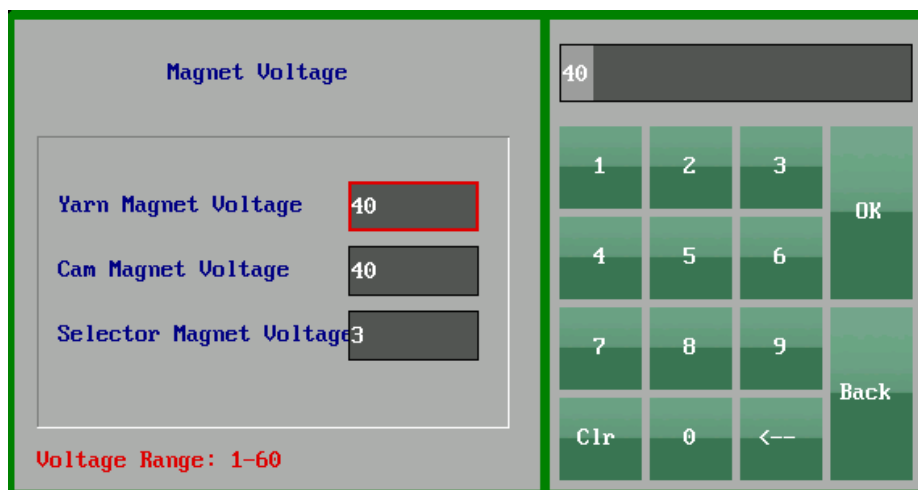 Magnet Voltage
Yarn Magnet Voltage 40
Cam Magnet Voltage 40
Selector Magnet Voltage 3
Voltage Range: 1-60
40
1 2 3
OK
4 5 6
7 8 9
Back
Clr 0 <--